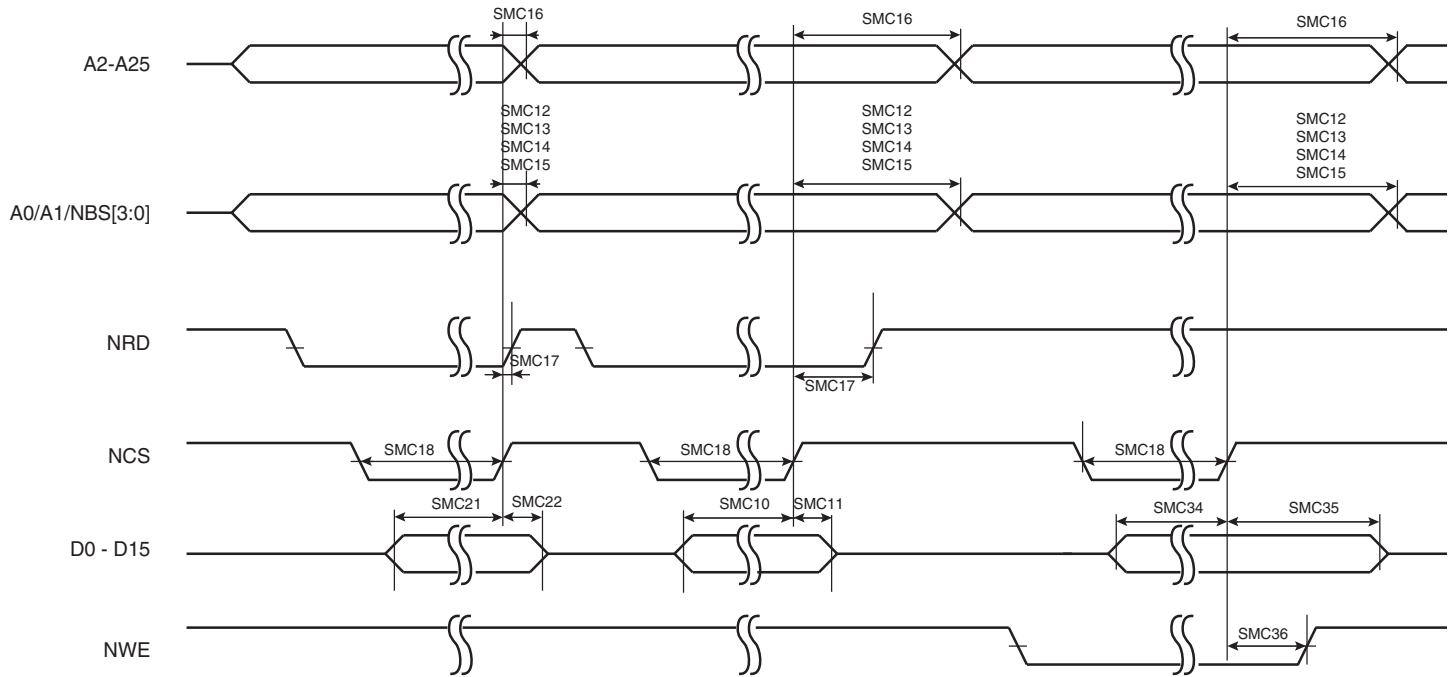 SMC16
SMC16
SMC16
A2-A25
SMC12
SMC13
SMC14
SMC15
SMC12
SMC13
SMC14
SMC15
SMC12
SMC13
SMC14
SMC15
A0/A1/NBS[3:0]
NRD
SMC17
SMC17
NCS
SMC18
SMC18
SMC18
SMC21
SMC22
SMC10
SMC11
SMC34
SMC35
D0 - D15
NWE
SMC36